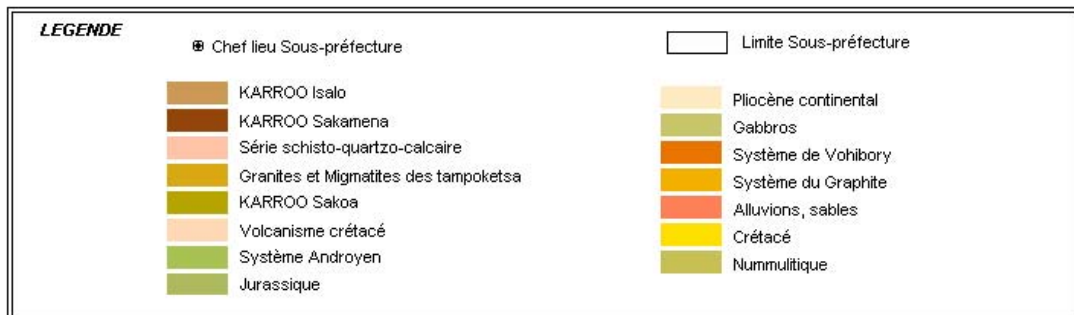 LEGENDE
Chef lieu Sous-préfecture
KARROO Isalo
KARROO Sakamena
Série schisto-quartzo-calcaire
Granites et Migmatites des tampoketsa
KARROO Sakoa
Volcanisme crétacé
Système Androyen
Jurassique
Limite Sous-préfecture
Pliocène continental
Gabbros
Système de Vohibory
Système du Graphite
Alluvions, sables
Crétacé
Nummulitique